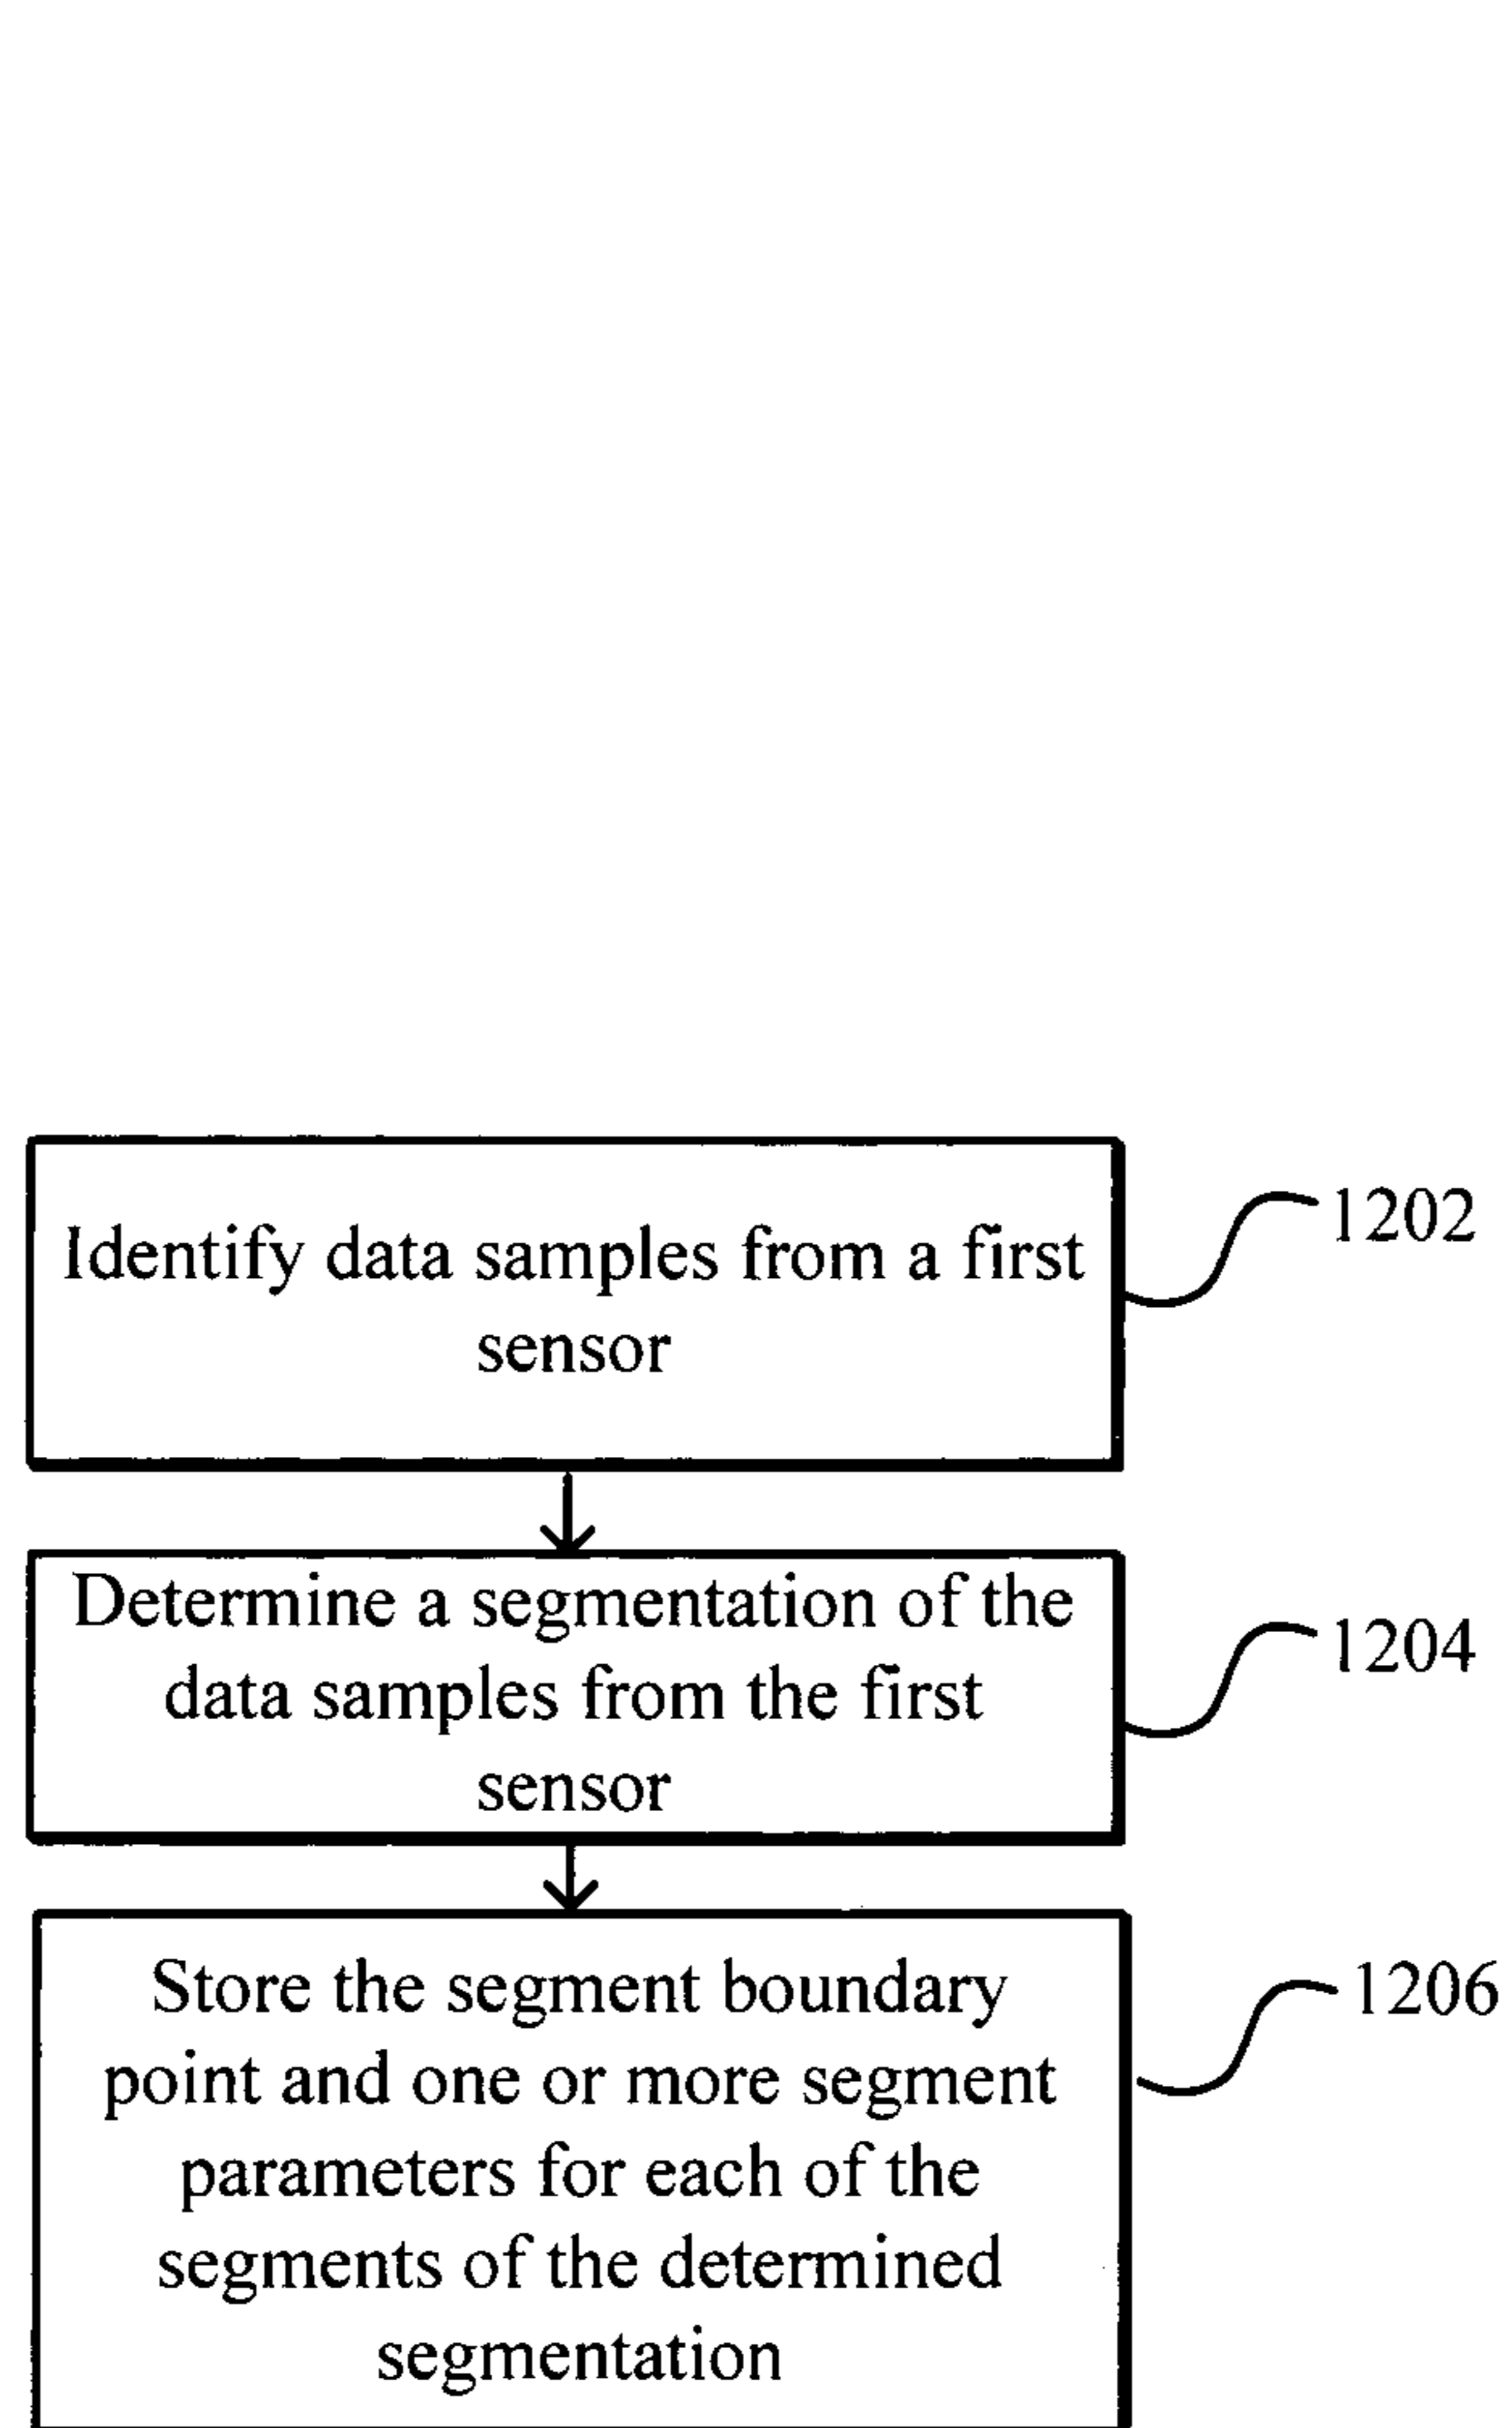 Identify data samples from a first
sensor
1202
Determine a segmentation of the
data samples from the first
sensor
1204
Store the segment boundary
point and one or more segment
parameters for each of the
segments of the determined
segmentation
1206